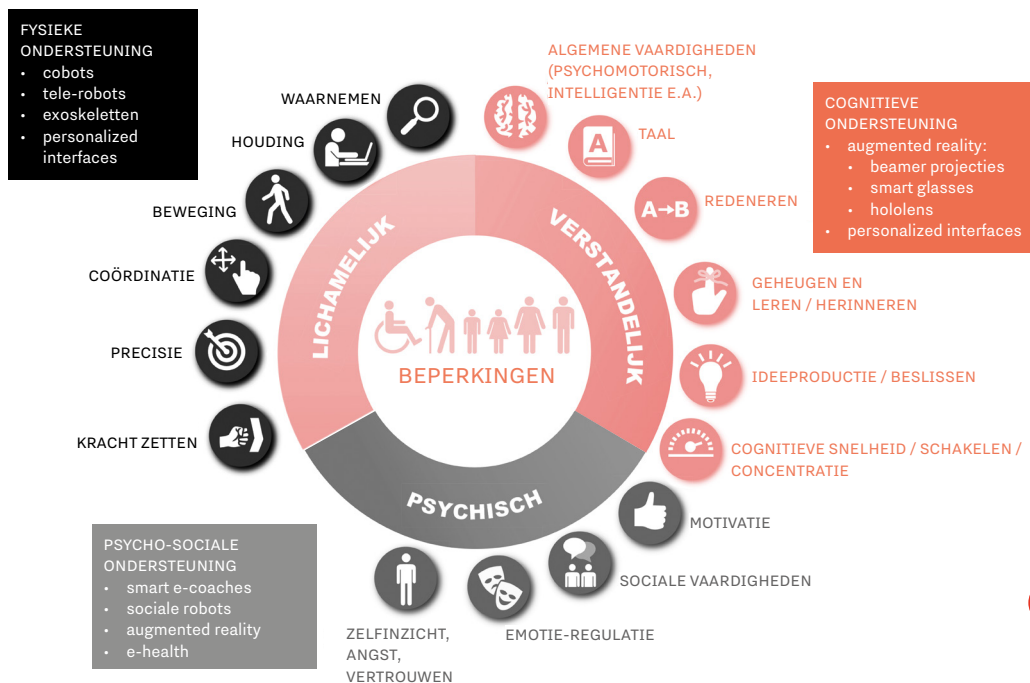 FYSIEKE
ONDERSTEUNING
• cobots
• tele-robots
• exoskeletten
• personalized
interfaces
WAARNEMEN
HOUDING
BEWEGING
COÖRDINATIE
PRECISIE
KRACHT ZETTEN
ALGEMENE VAARDIGHEDEN
(PSYCHOMOTORISCH,
INTELLIGENTIE E.A.)
A
TAAL
A→B
REDENEREN
GEHEUGEN EN
LEREN / HERINNEREN
IDEEPRODUCTIE / BESLISSEN
COGNITIEVE SNELHEID / SCHAKELEN /
CONCENTRATIE
COGNITIEVE
ONDERSTEUNING
• augmented reality:
• beamer projecties
• smart glasses
• hololens
• personalized interfaces
LICHAMELIJK
VERSTANDELIJK
PSYCHISCH
BEPERKINGEN
MOTIVATIE
SOCIALE VAARDIGHEDEN
EMOTIE-REGULATIE
ZELFINZICHT,
ANGST,
VERTROUWEN
PSYCHO-SOCIALE
ONDERSTEUNING
• smart e-coaches
• sociale robots
• augmented reality
• e-health